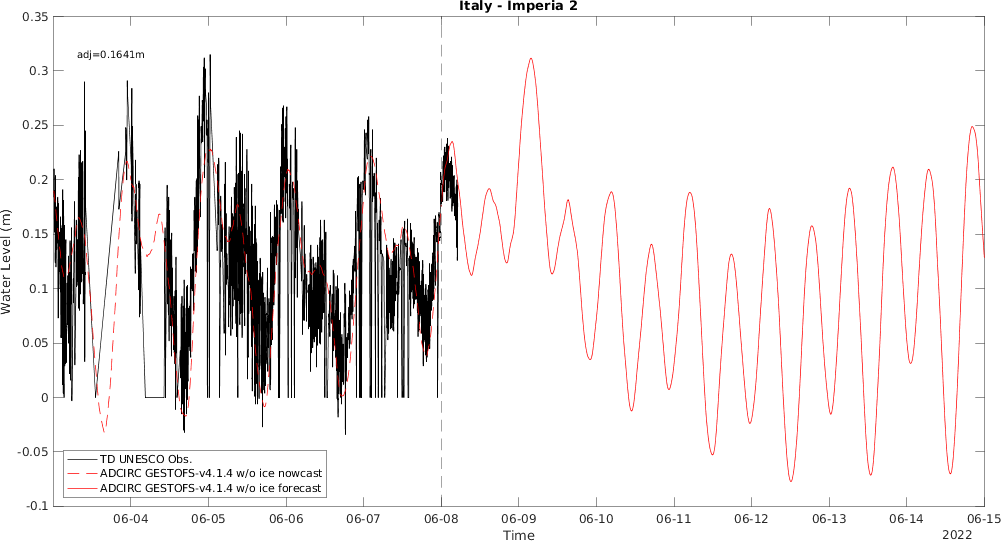 Italy - Imperia 2
adj=0.1641m
0.35
0.3
0.25
0.2
0.15
0.1
0.05
0
-0.05
-0.1
Water Level (m)
TD UNESCO Obs.
ADCIRC GESTOFS-v4.1.4 w/o ice nowcast
ADCIRC GESTOFS-v4.1.4 w/o ice forecast
06-04 06-05 06-06 06-07 06-08 06-09 06-10 06-11 06-12 06-13 06-14 06-15
Time
2022